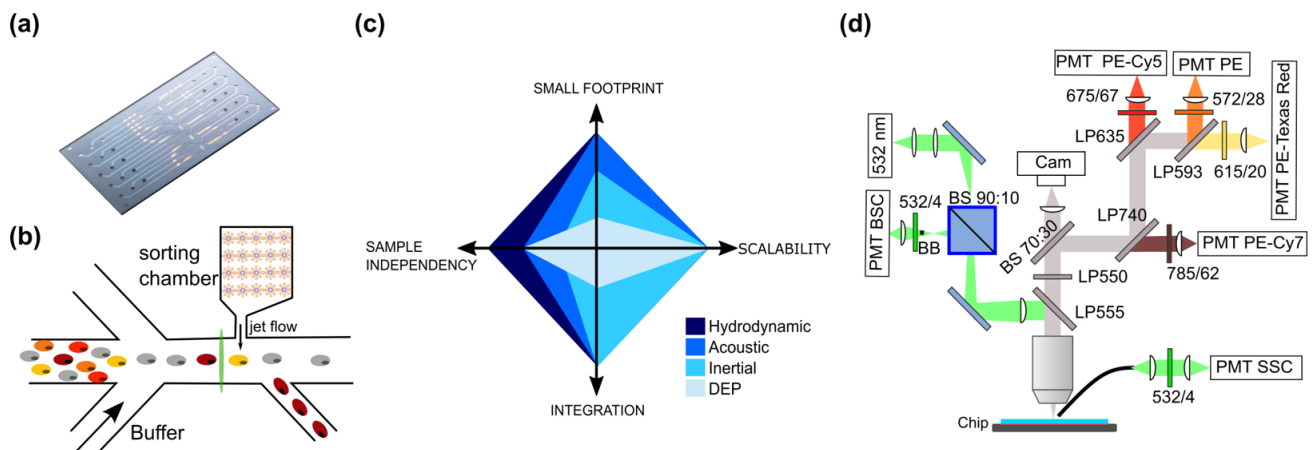 (a)
(b)
sorting
chamber
jet flow
Buffer
(c)
SMALL FOOTPRINT
SAMPLE
INDEPENDENCY
SCALABILITY
INTEGRATION
Hydrodynamic
Acoustic
Inertial
DEP
(d)
PMT PE-Cy5
PMT PE
PMT PE-Texas Red
675/67
572/28
LP635
LP593
615/20
532 nm
Cam
532/4
BS 90:10
PMT BSC
BB
BS 70:30
LP740
PMT PE-Cy7
785/62
LP550
LP555
PMT SSC
532/4
Chip